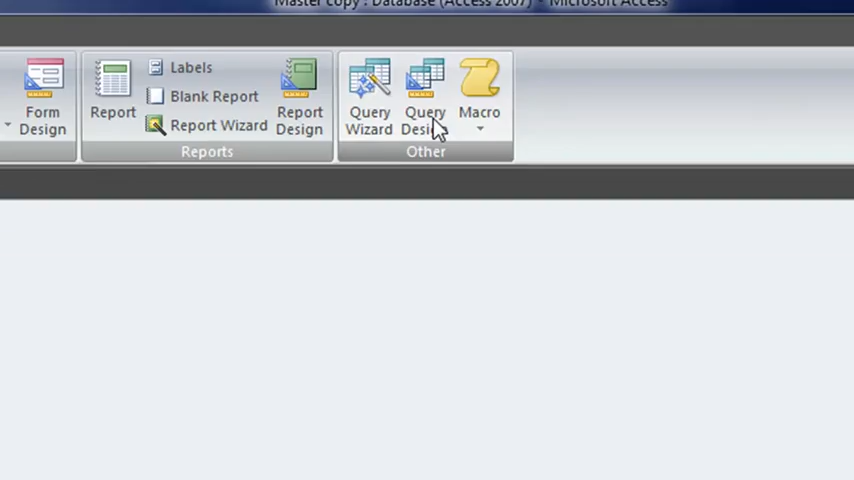 Master copy : Database (Access 2007) - Microsoft Access
Form
Design
Report
Labels
Blank Report
Report Wizard
Report
Design
Reports
Query
Wizard
Query
Design
Macro
Other